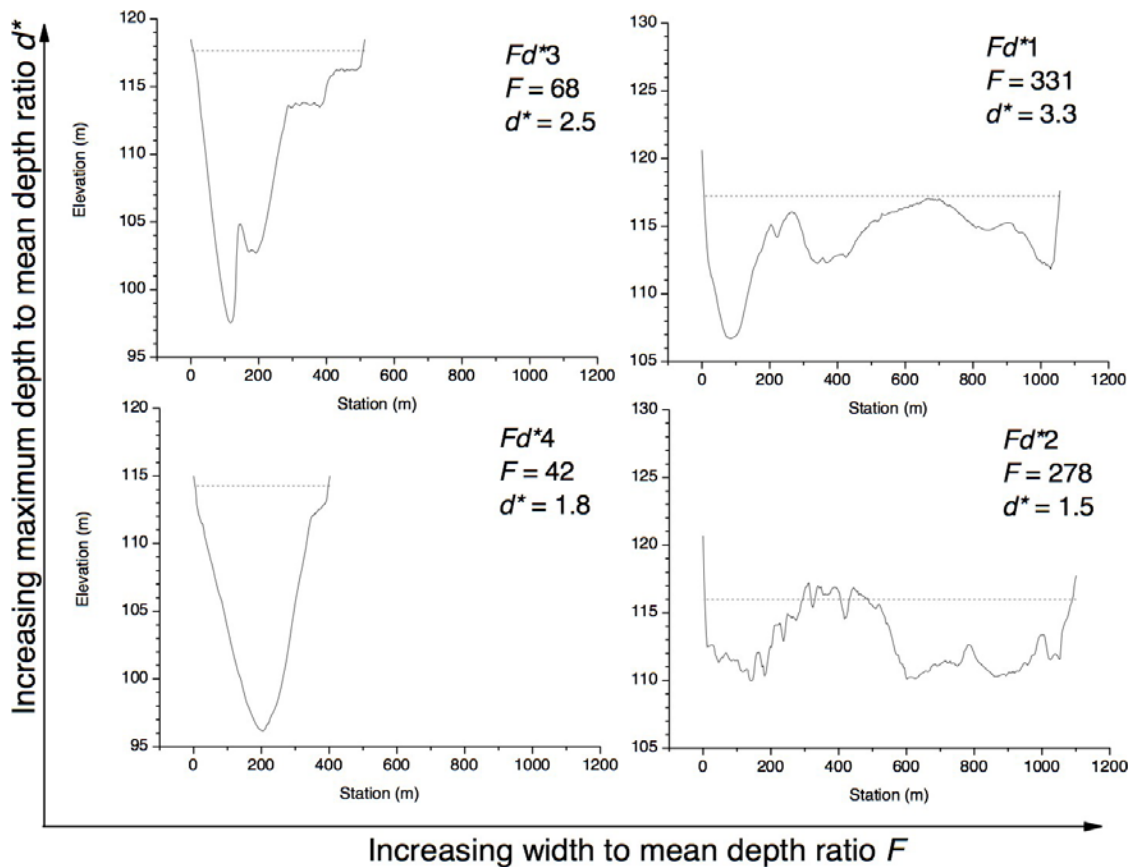 Increasing maximum depth to mean depth ratio d*
120
115
110
105
100
95
Elevation (m)
Fd*3
F = 68
d* = 2.5
0 200 400 600 800 1000 1200
Station (m)
130
125
120
115
110
105
Elevation (m)
Fd*1
F = 331
d* = 3.3
0 200 400 600 800 1000 1200
Station (m)
120
115
110
105
100
95
Elevation (m)
Fd*4
F = 42
d* = 1.8
0 200 400 600 800 1000 1200
Station (m)
130
125
120
115
110
105
Elevation (m)
Fd*2
F = 278
d* = 1.5
0 200 400 600 800 1000 1200
Station (m)
Increasing width to mean depth ratio F